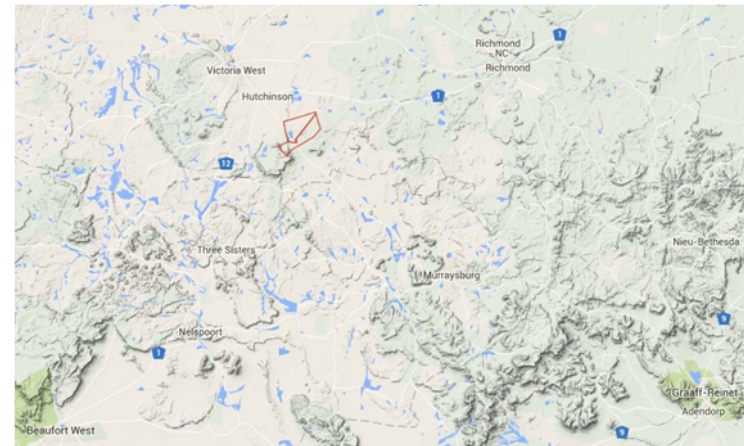 1
Richmond
NC
Richmond
Victoria West
Hutchinson
1
12
Nieu-Bethesda
Three Sisters
Murraysburg
9
Nelspoort
1
Graaff-Reinet
Adendorp
Beaufort West
9